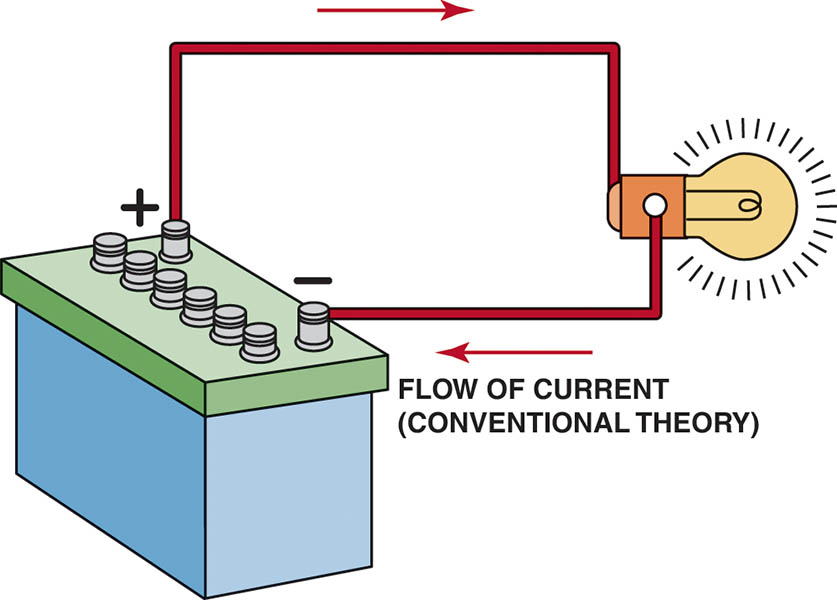 +
−
FLOW OF CURRENT
(CONVENTIONAL THEORY)